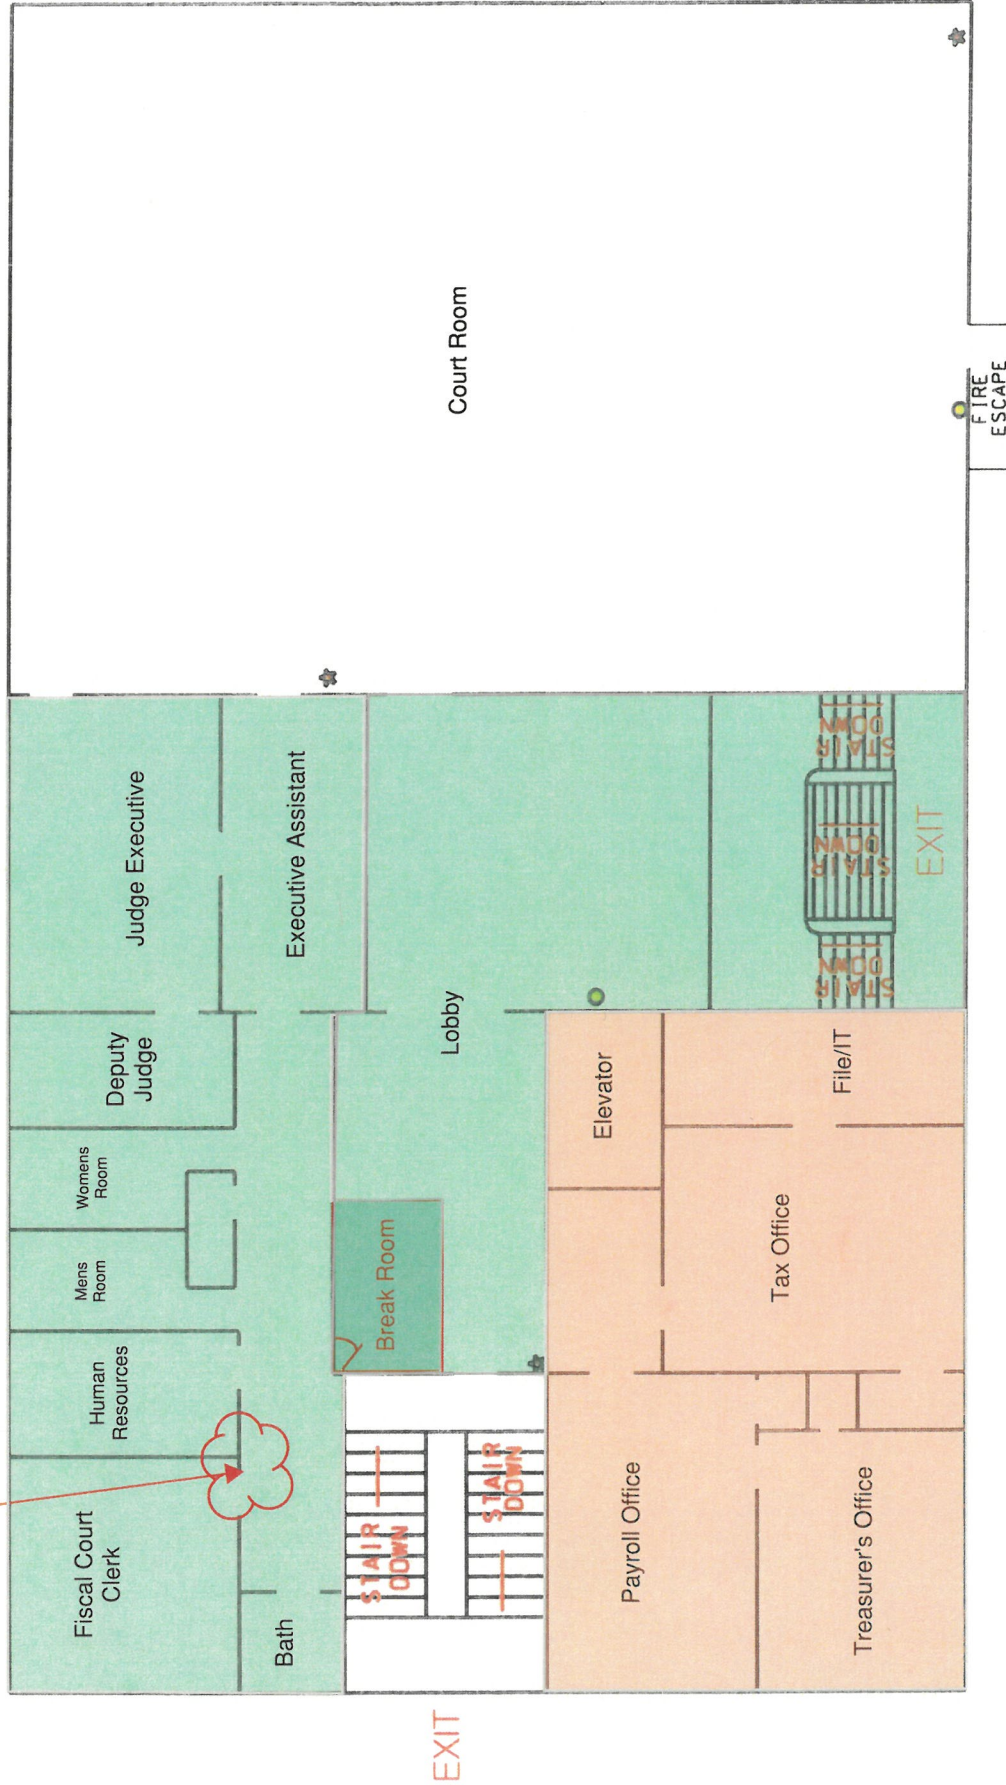 Fiscal Court
Clerk
Human
Resources
Mens
Room
Womens
Room
Deputy
Judge
Judge Executive
Bath
Executive Assistant
EXIT
STAIR
DOWN
STAIR
DOWN
Break Room
Lobby
Court Room
Payroll Office
Elevator
Treasurer's Office
Tax Office
File/IT
STAIR
DOWN
STAIR
DOWN
STAIR
DOWN
EXIT
FIRE
ESCAPE